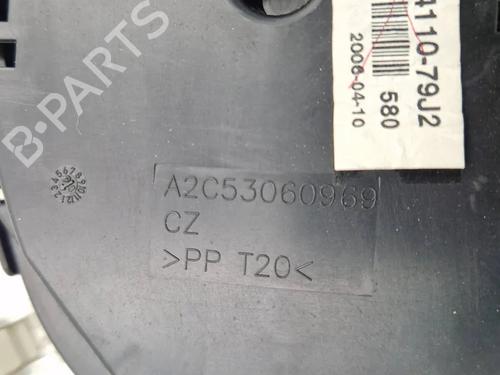 4110-79J2
580
2006-04-10
A2C53060969
CZ
>PP T20<
B-PARTS